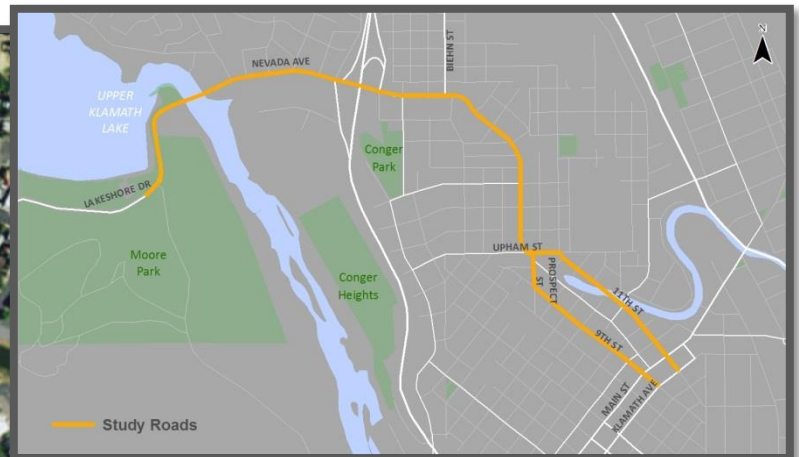 N
NEVADA AVE
BIEHN ST
UPPER
KLAMATH
LAKE
Conger
Park
LAKESHORE DR
Moore
Park
UPHAM ST
PROSPECT
ST
Conger
Heights
11TH ST
9TH ST
MAIN ST
KLAMATH AVE
Study Roads